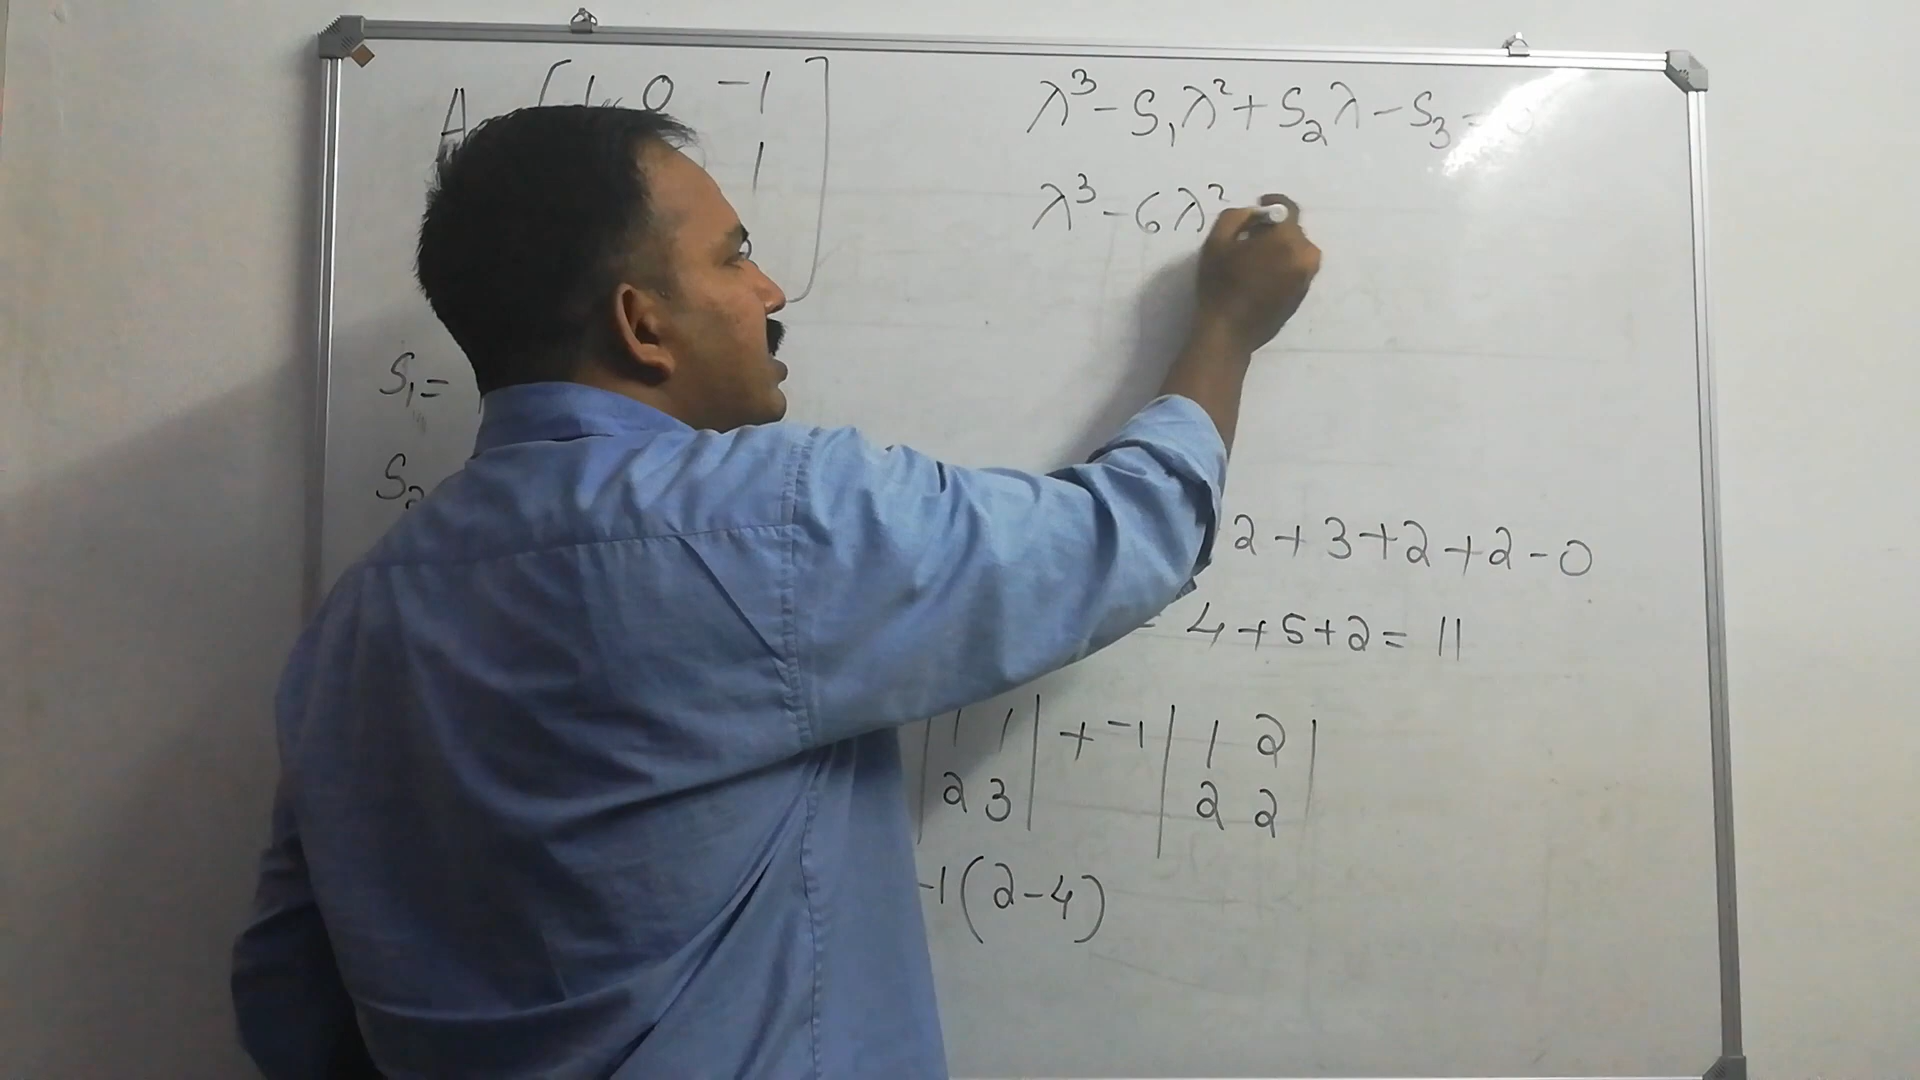 A [ 1 0 -1 ]
1
λ³ - S₁λ² + S₂λ - S₃ = 0
λ³ - 6λ²
S₁ =
S₂
2 + 3 + 2 + 2 - 0
= 4 + 5 + 2 = 11
| 1 1 | + -1 | 1 2 |
| 2 3 | | 2 2 |
-1 (2 - 4)